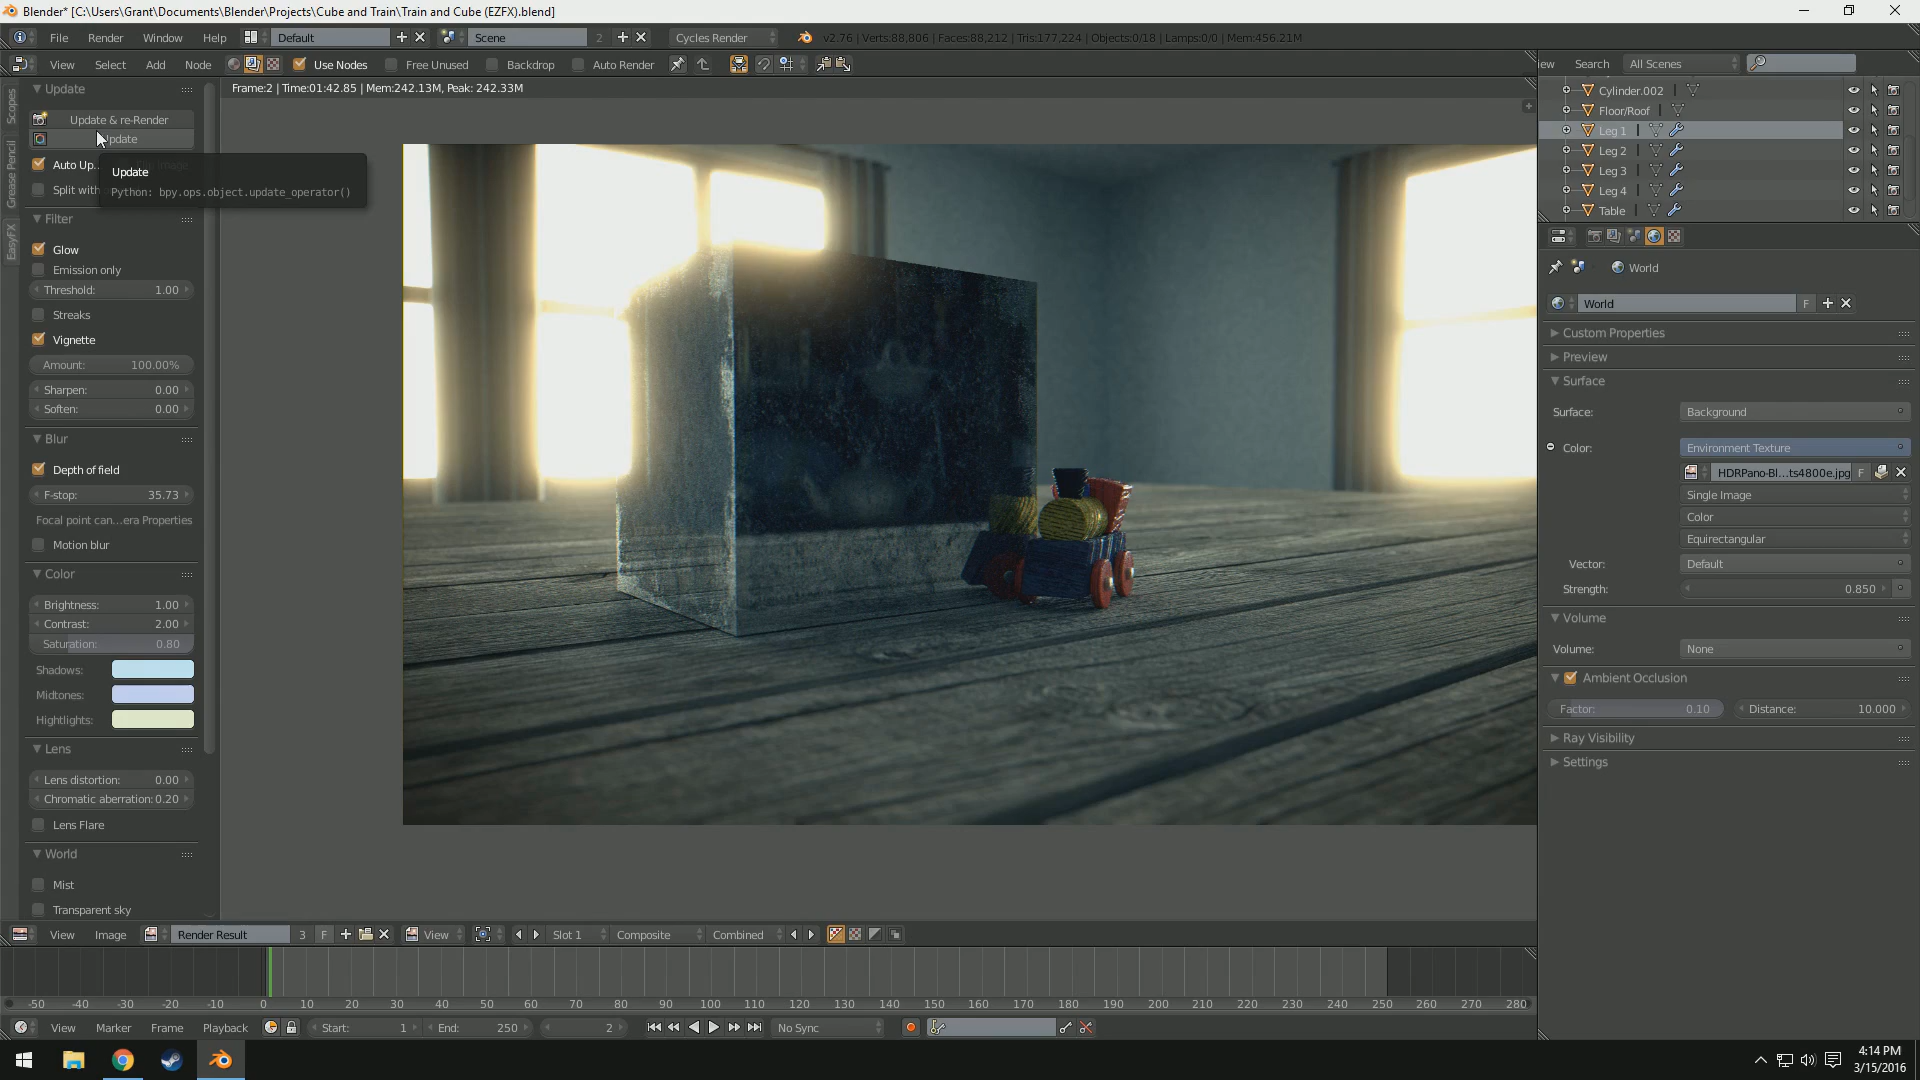 Blender* [C:\Users\Grant\Documents\Blender\Projects\Cube and Train\Train and Cube (EZFX).blend]
File Render Window Help Default Scene 2 Cycles Render v2.76 | Verts:88,806 | Faces:88,212 | Tris:177,224 | Objects:0/18 | Lamps:0/0 | Mem:456.21M
View Select Add Node Use Nodes Free Unused Backdrop Auto Render
Frame:2 | Time:01:42.85 | Mem:242.13M, Peak: 242.33M
Scopes
Grease Pencil
EasyFX
Update
Update & re-Render
pdate
Auto Up..
Split with
Update
Python: bpy.ops.object.update_operator()
Filter
Glow
Emission only
Threshold: 1.00
Streaks
Vignette
Amount: 100.00%
Sharpen: 0.00
Soften: 0.00
Blur
Depth of field
F-stop: 35.73
Focal point can...era Properties
Motion blur
Color
Brightness: 1.00
Contrast: 2.00
Saturation: 0.80
Shadows:
Midtones:
Hightlights:
Lens
Lens distortion: 0.00
Chromatic aberration: 0.20
Lens Flare
World
Mist
Transparent sky
ew Search All Scenes
Cylinder.002
Floor/Roof
Leg 1
Leg 2
Leg 3
Leg 4
Table
World
World F
Custom Properties
Preview
Surface
Surface: Background
Color: Environment Texture
HDRPano-Bl...ts4800e.jpg F
Single Image
Color
Equirectangular
Vector: Default
Strength: 0.850
Volume
Volume: None
Ambient Occlusion
Factor: 0.10 Distance: 10.000
Ray Visibility
Settings
View Image Render Result 3 F View Slot 1 Composite Combined
-50 -40 -30 -20 -10 0 10 20 30 40 50 60 70 80 90 100 110 120 130 140 150 160 170 180 190 200 210 220 230 240 250 260 270 280
View Marker Frame Playback Start: 1 End: 250 2 No Sync
4:14 PM
3/15/2016